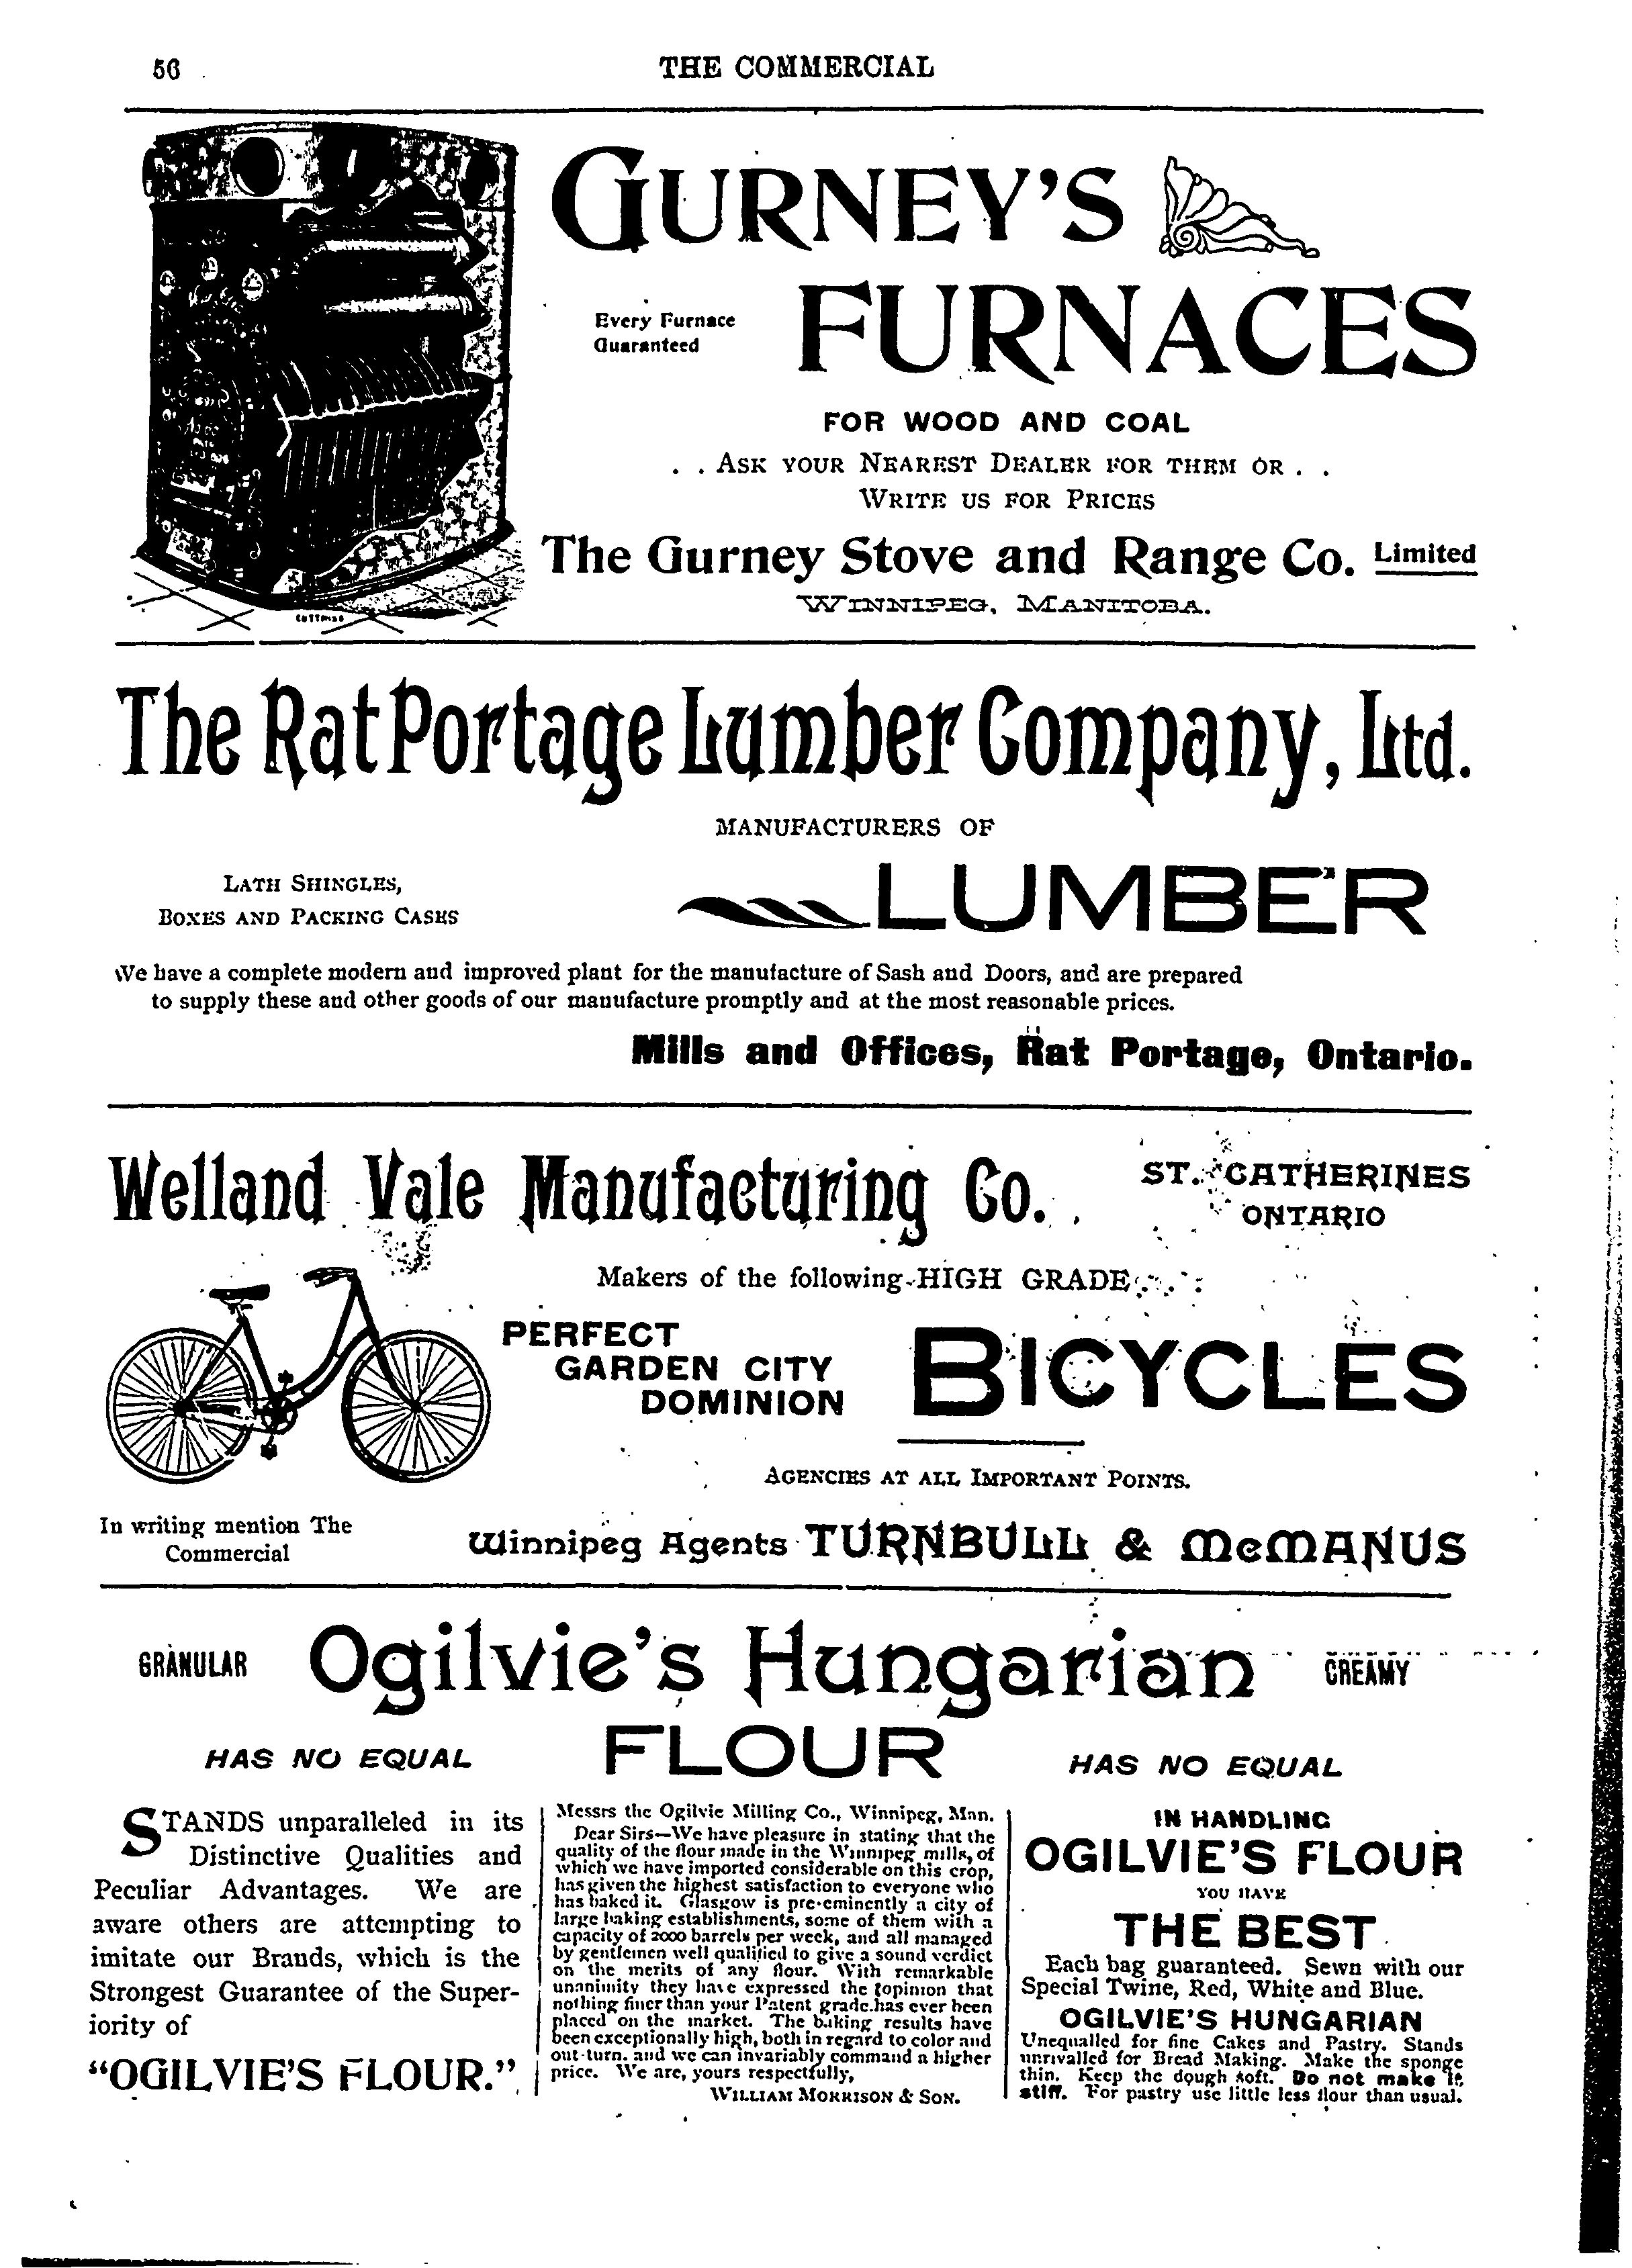 56
THE COMMERCIAL
GURNEY'S
FURNACES
Every Furnace
Guaranteed
FOR WOOD AND COAL
. . ASK YOUR NEAREST DEALER FOR THEM OR . .
WRITE US FOR PRICES
The Gurney Stove and Range Co. Limited
WINNIPEG, MANITOBA.
The Rat Portage Lumber Company, Ltd.
MANUFACTURERS OF
LATH SHINGLES,
BOXES AND PACKING CASES
LUMBER
We have a complete modern and improved plant for the manufacture of Sash and Doors, and are prepared
to supply these and other goods of our manufacture promptly and at the most reasonable prices.
Mills and Offices, Rat Portage, Ontario.
Welland Vale Manufacturing Co.
ST. CATHERINES
ONTARIO
Makers of the following HIGH GRADE
PERFECT
GARDEN CITY
DOMINION
BICYCLES
AGENCIES AT ALL IMPORTANT POINTS.
In writing mention The
Commercial
Winnipeg Agents TURNBULL & McMANUS
GRANULAR
Ogilvie's Hungarian
CREAMY
FLOUR
HAS NO EQUAL
HAS NO EQUAL
STANDS unparalleled in its
Distinctive Qualities and
Peculiar Advantages. We are
aware others are attempting to
imitate our Brands, which is the
Strongest Guarantee of the Super-
iority of
"OGILVIE'S FLOUR."
Messrs the Ogilvie Milling Co., Winnipeg, Man.
Dear Sirs—We have pleasure in stating that the
quality of the flour made in the Winnipeg mills, of
which we have imported considerable on this crop,
has given the highest satisfaction to everyone who
has baked it. Glasgow is pre-eminently a city of
large baking establishments, some of them with a
capacity of 2000 barrels per week, and all managed
by gentlemen well qualified to give a sound verdict
on the merits of any flour. With remarkable
unanimity they have expressed the topinion that
nothing finer than your Patent grade has ever been
placed on the market. The baking results have
been exceptionally high, both in regard to color and
out-turn. and we can invariably command a higher
price. We are, yours respectfully,
WILLIAM MORRISON & SON.
IN HANDLING
OGILVIE'S FLOUR
YOU HAVE
THE BEST
Each bag guaranteed. Sewn with our
Special Twine, Red, White and Blue.
OGILVIE'S HUNGARIAN
Unequalled for fine Cakes and Pastry. Stands
unrivalled for Bread Making. Make the sponge
thin. Keep the dough soft. Do not make it
stiff. For pastry use little less flour than usual.